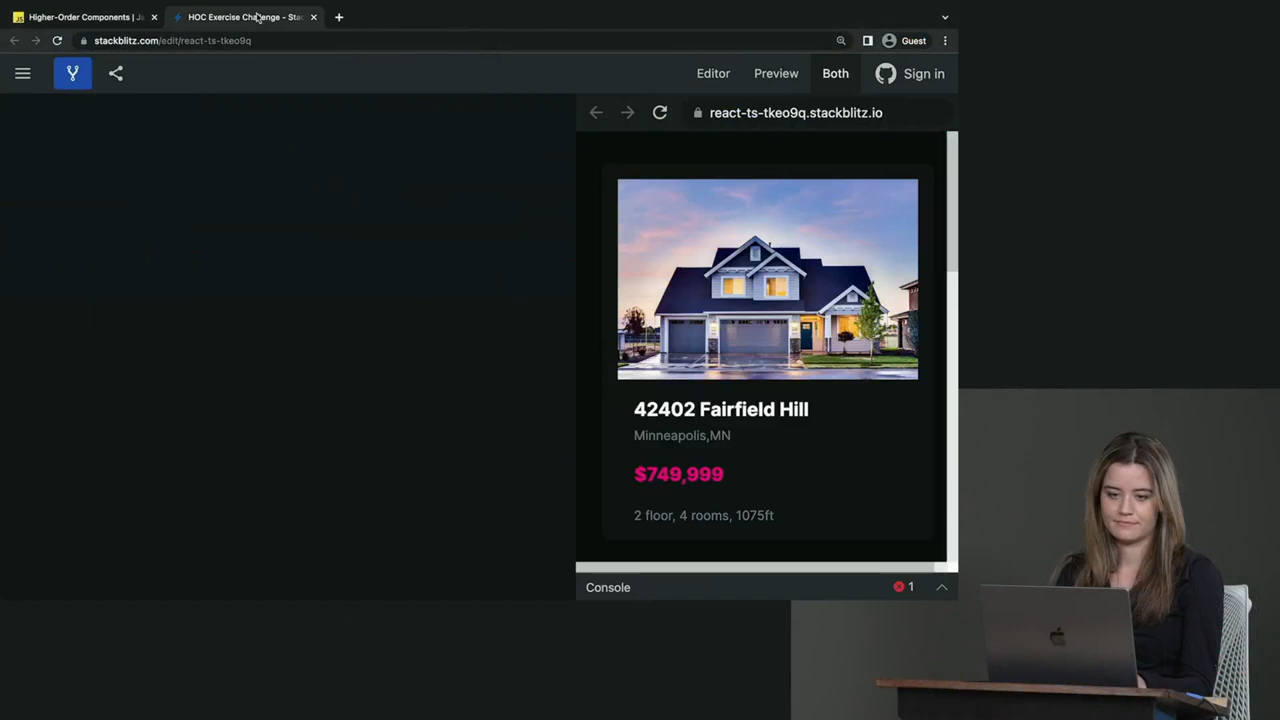 JS Higher-Order Components | Ja
HOC Exercise Challenge - Stac
stackblitz.com/edit/react-ts-tkeo9q
Guest
Editor
Preview
Both
Sign in
react-ts-tkeo9q.stackblitz.io
42402 Fairfield Hill
Minneapolis,MN
$749,999
2 floor, 4 rooms, 1075ft
Console
1